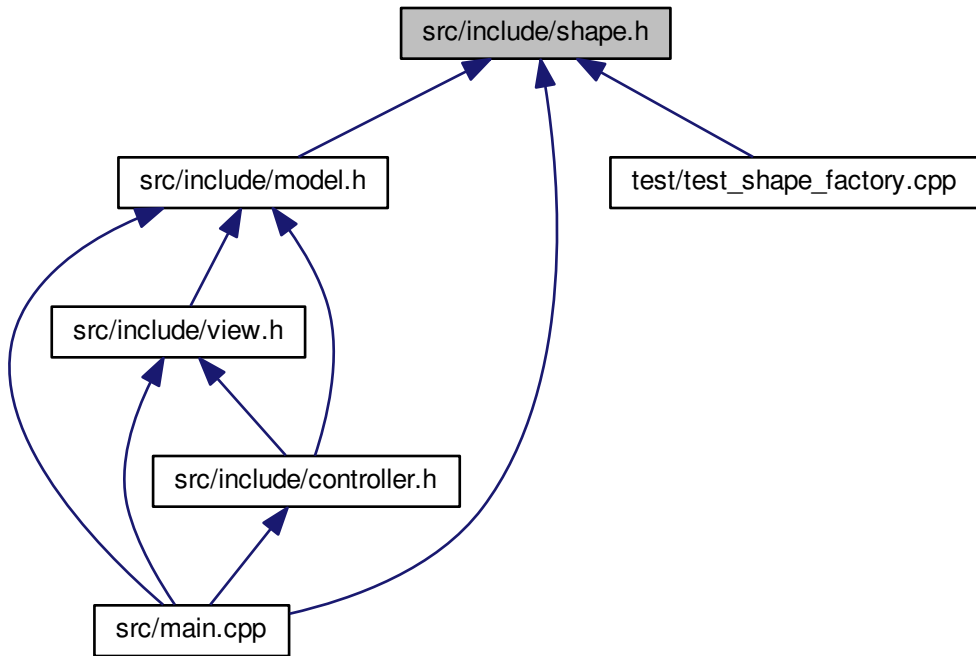 src/include/shape.h
src/include/model.h
test/test_shape_factory.cpp
src/include/view.h
src/include/controller.h
src/main.cpp